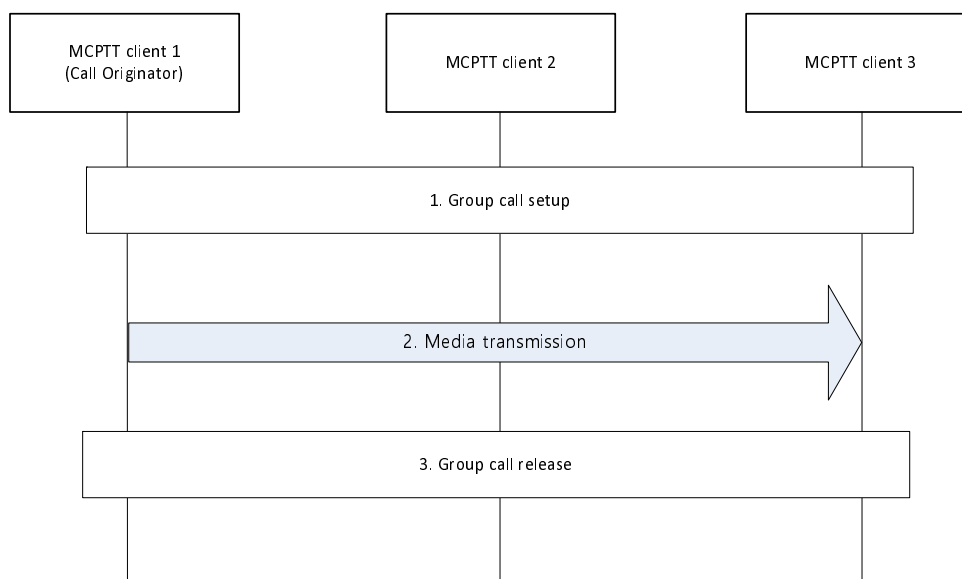 MCPTT client 1
(Call Originator)
MCPTT client 2
MCPTT client 3
1. Group call setup
2. Media transmission
3. Group call release